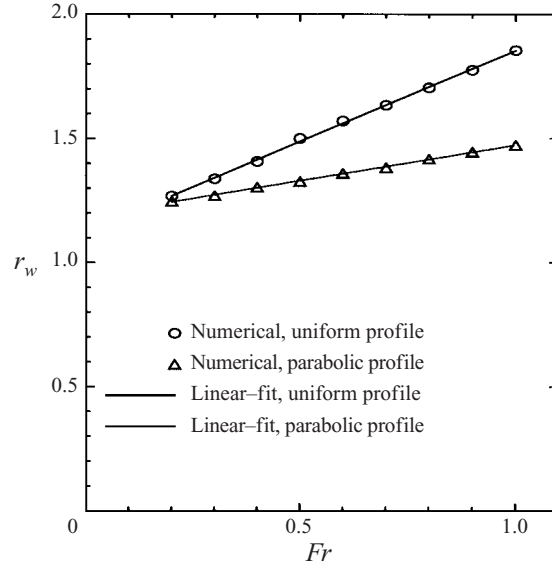 2.0
1.5
r_w
1.0
Numerical, uniform profile
Numerical, parabolic profile
0.5
Linear–fit, uniform profile
Linear–fit, parabolic profile
0 0.5 1.0
Fr